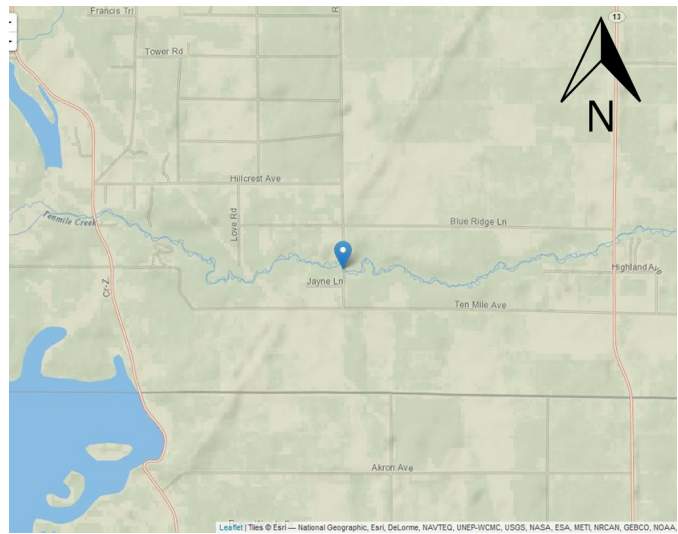 Francis Trl
13
Tower Rd
N
Hillcrest Ave
Love Rd
Blue Ridge Ln
Tenmile Creek
Highland Ave
Jayne Ln
Cr-Z
Ten Mile Ave
Akron Ave
Leaflet | Tiles © Esri — National Geographic, Esri, DeLorme, NAVTEQ, UNEP-WCMC, USGS, NASA, ESA, METI, NRCAN, GEBCO, NOAA,